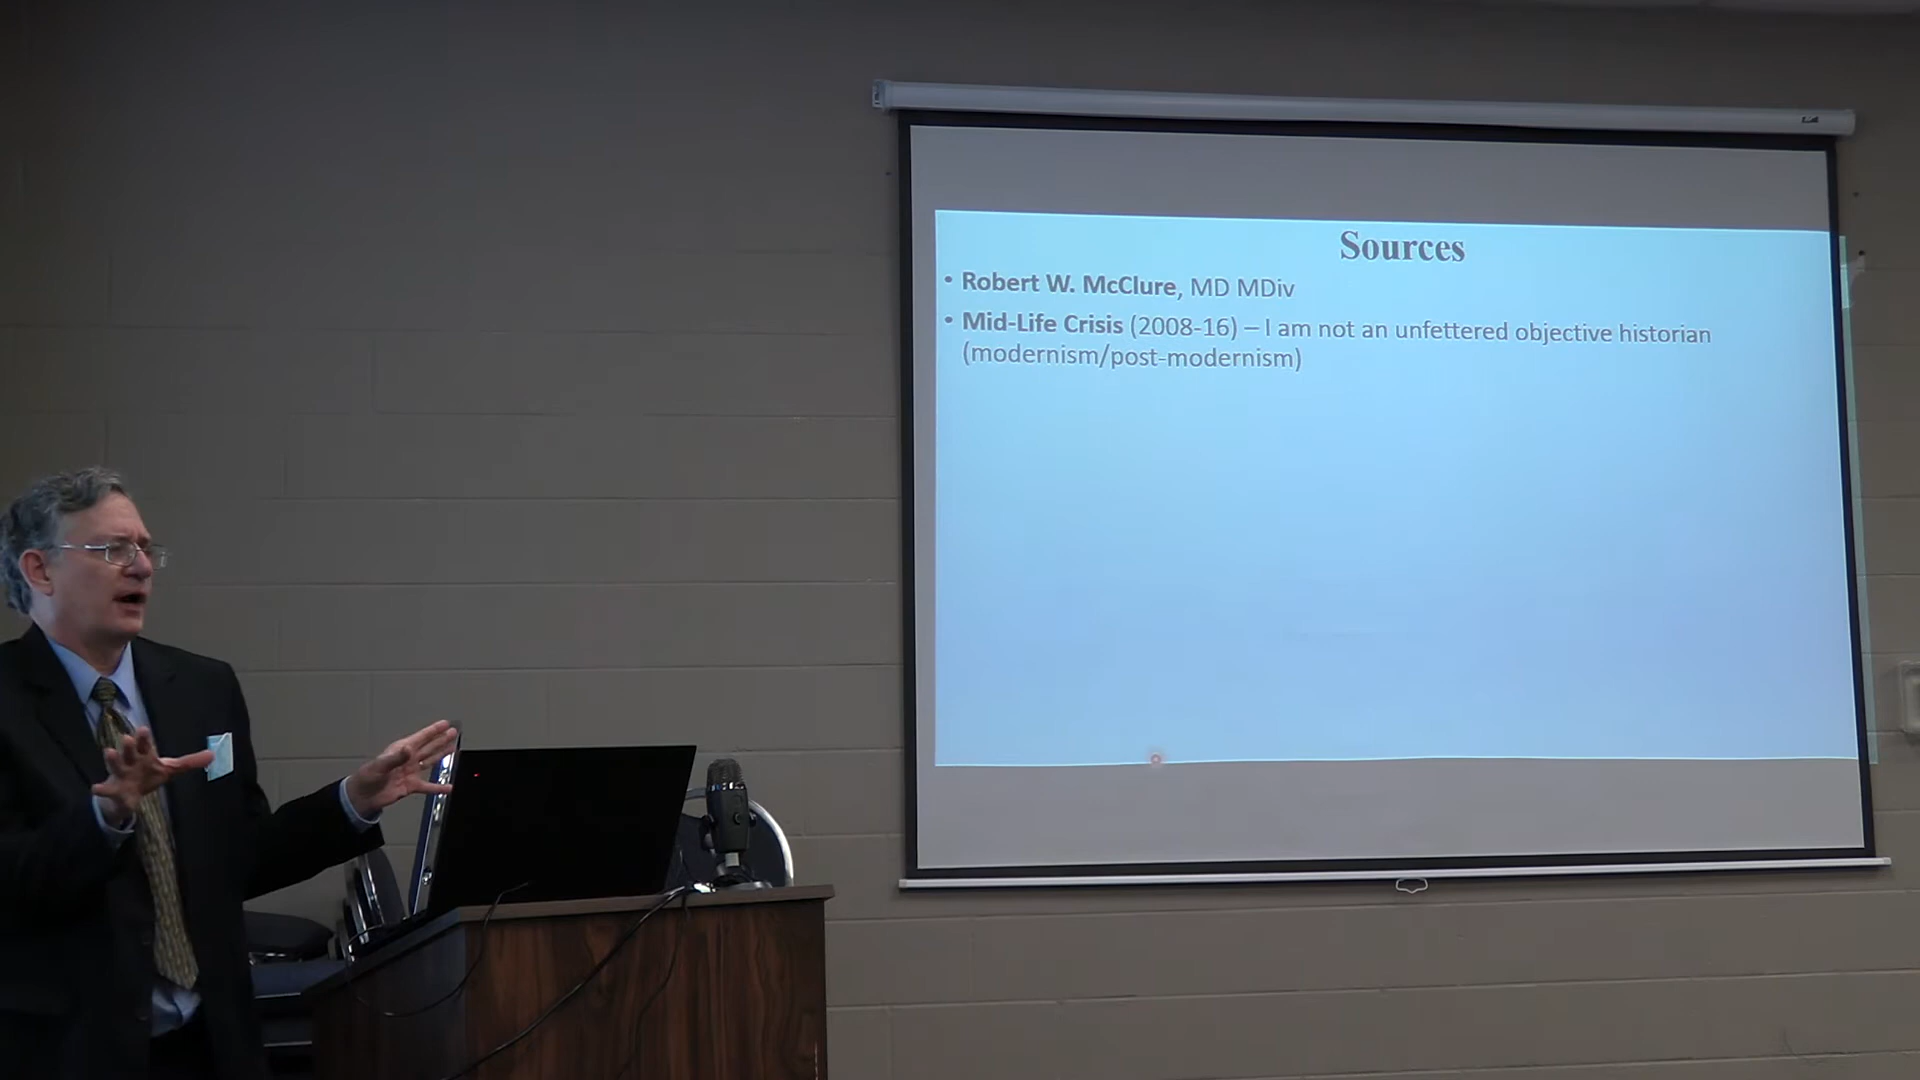 Sources
• Robert W. McClure, MD MDiv
• Mid-Life Crisis (2008-16) – I am not an unfettered objective historian
(modernism/post-modernism)